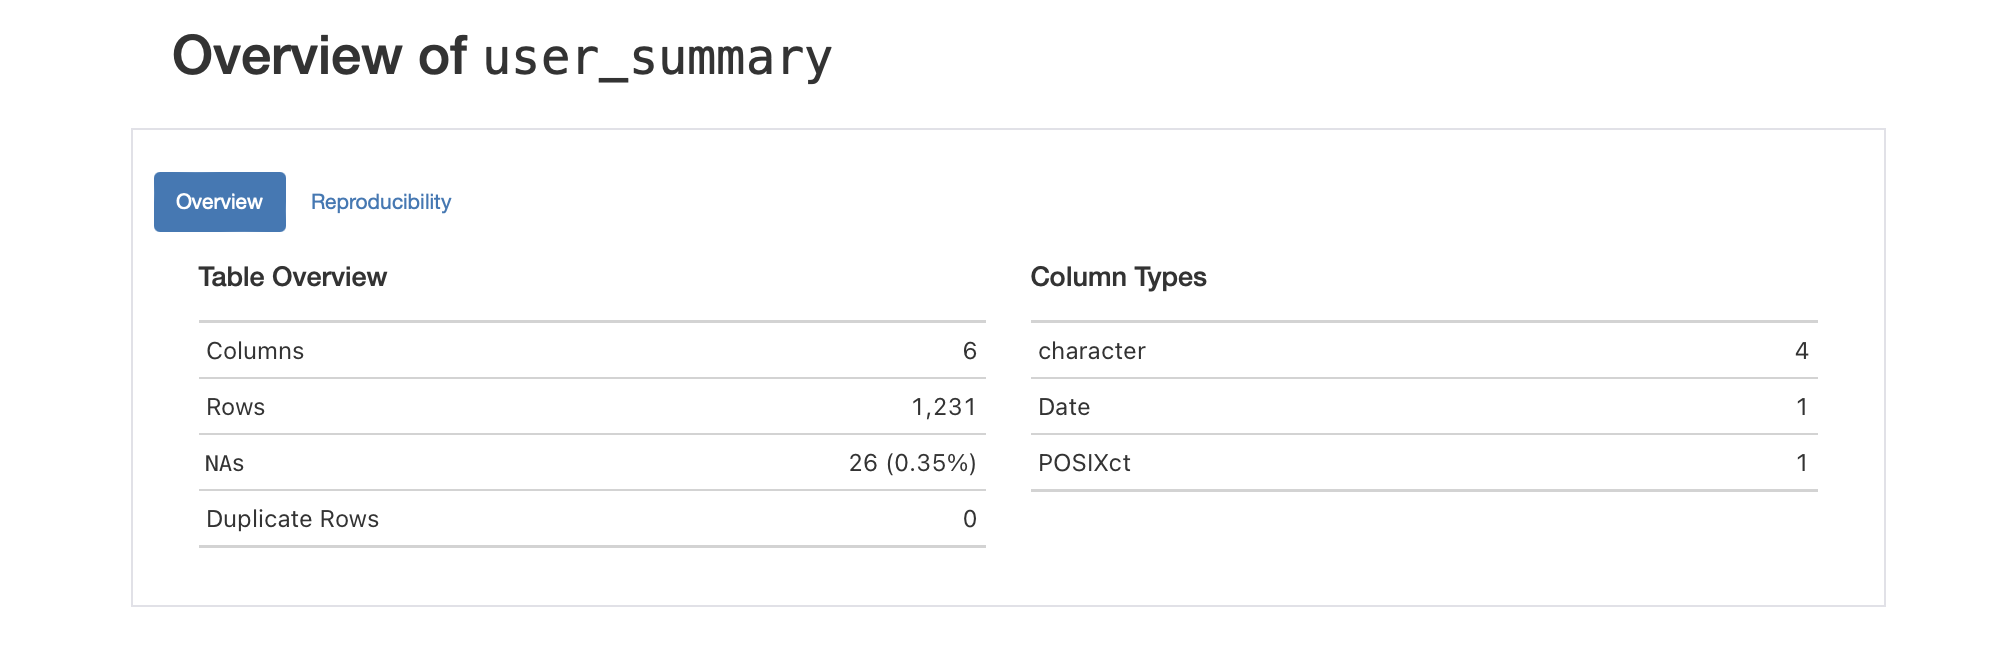 Overview of user_summary
Overview Reproducibility
Table Overview
Columns 6
Rows 1,231
NAs 26 (0.35%)
Duplicate Rows 0
Column Types
character 4
Date 1
POSIXct 1